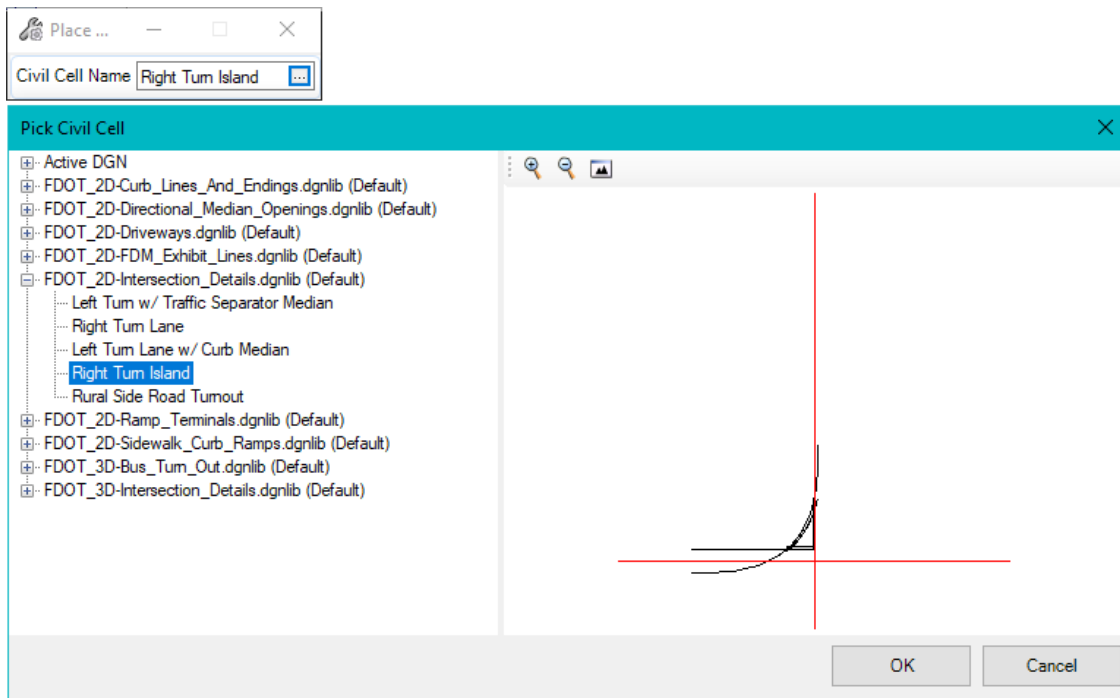 Place ...
Civil Cell Name Right Turn Island ...
Pick Civil Cell
Active DGN
FDOT_2D-Curb_Lines_And_Endings.dgnlib (Default)
FDOT_2D-Directional_Median_Openings.dgnlib (Default)
FDOT_2D-Driveways.dgnlib (Default)
FDOT_2D-FDM_Exhibit_Lines.dgnlib (Default)
FDOT_2D-Intersection_Details.dgnlib (Default)
Left Turn w/ Traffic Separator Median
Right Turn Lane
Left Turn Lane w/ Curb Median
Right Turn Island
Rural Side Road Turnout
FDOT_2D-Ramp_Terminals.dgnlib (Default)
FDOT_2D-Sidewalk_Curb_Ramps.dgnlib (Default)
FDOT_3D-Bus_Turn_Out.dgnlib (Default)
FDOT_3D-Intersection_Details.dgnlib (Default)
OK Cancel